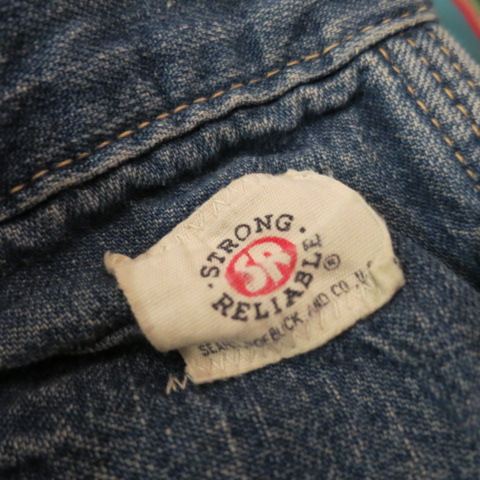 · STRONG ·
SR
RELIABLE ®
SEARS, ROEBUCK AND CO.